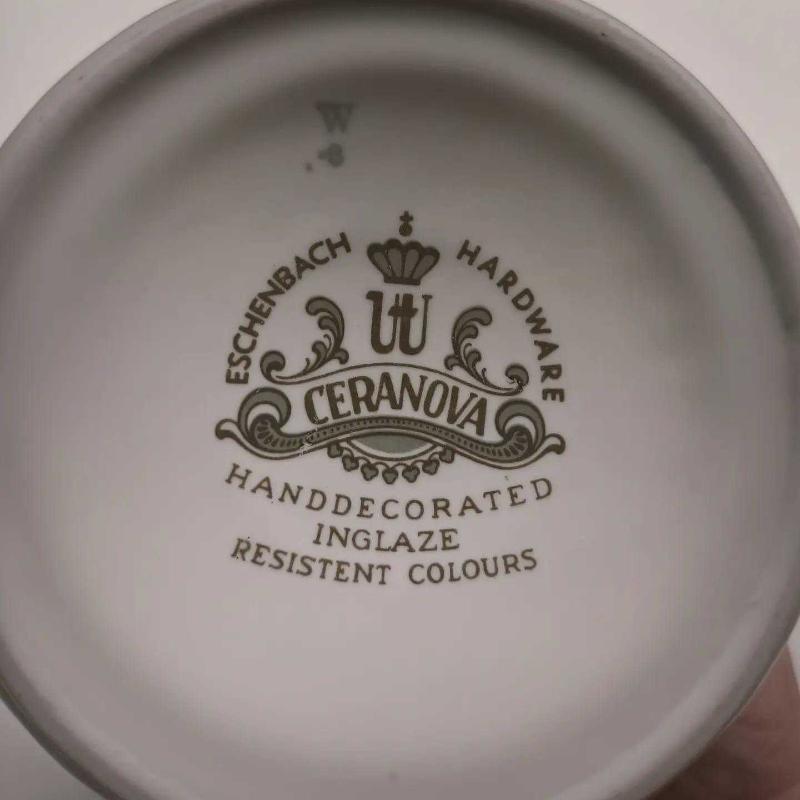 W
ESCHENBACH HARDWARE
CERANOVA
HANDDECORATED
INGLAZE
RESISTENT COLOURS